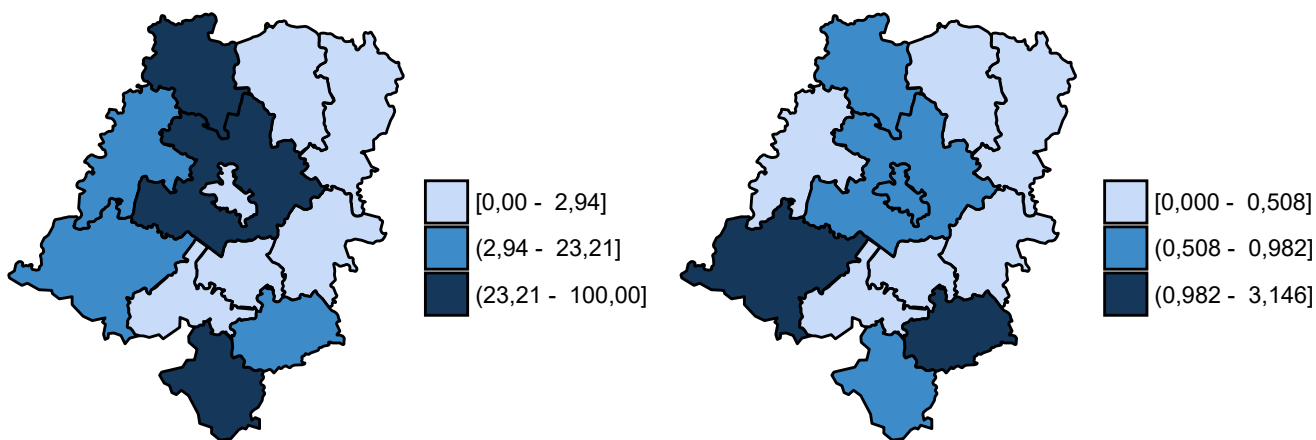 [0,00 - 2,94]
(2,94 - 23,21]
(23,21 - 100,00]
[0,000 - 0,508]
(0,508 - 0,982]
(0,982 - 3,146]